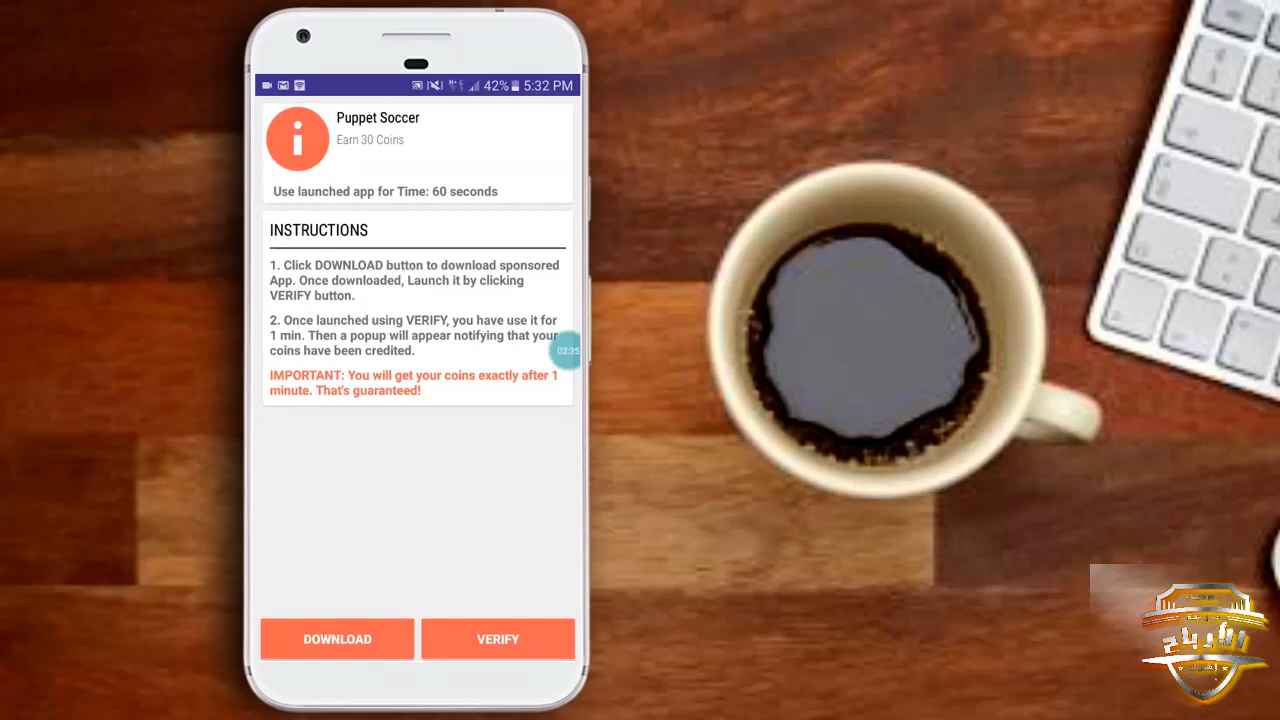 42% 5:32 PM
Puppet Soccer
Earn 30 Coins
Use launched app for Time: 60 seconds
INSTRUCTIONS
1. Click DOWNLOAD button to download sponsored
App. Once downloaded, Launch it by clicking
VERIFY button.
2. Once launched using VERIFY, you have use it for
1 min. Then a popup will appear notifying that your
coins have been credited.
02:35
IMPORTANT: You will get your coins exactly after 1
minute. That's guaranteed!
DOWNLOAD
VERIFY
الأرباح